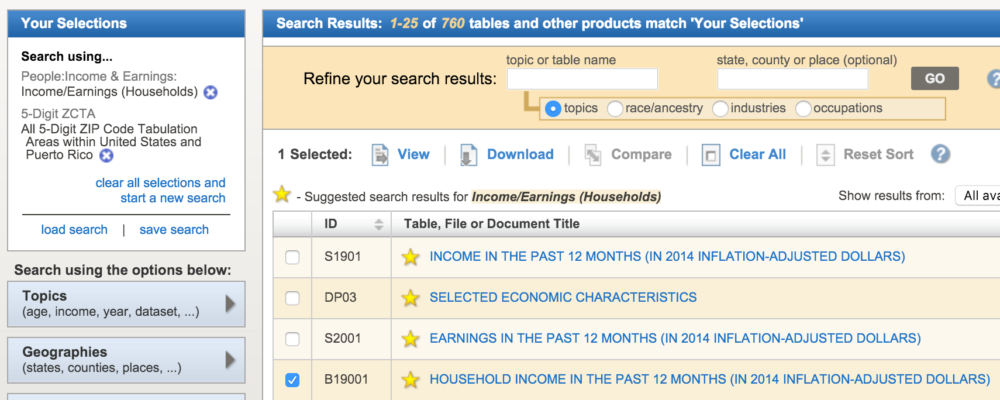 Your Selections
Search using...
People:Income & Earnings:
Income/Earnings (Households)
5-Digit ZCTA
All 5-Digit ZIP Code Tabulation
Areas within United States and
Puerto Rico
clear all selections and
start a new search
load search | save search
Search using the options below:
Topics
(age, income, year, dataset, ...)
Geographies
(states, counties, places, ...)
Search Results: 1-25 of 760 tables and other products match 'Your Selections'
topic or table name
state, county or place (optional)
Refine your search results:
GO
?
topics race/ancestry industries occupations
1 Selected: View | Download | Compare | Clear All | Reset Sort ?
- Suggested search results for Income/Earnings (Households)
Show results from: All
ID Table, File or Document Title
S1901 INCOME IN THE PAST 12 MONTHS (IN 2014 INFLATION-ADJUSTED DOLLARS)
DP03 SELECTED ECONOMIC CHARACTERISTICS
S2001 EARNINGS IN THE PAST 12 MONTHS (IN 2014 INFLATION-ADJUSTED DOLLARS)
B19001 HOUSEHOLD INCOME IN THE PAST 12 MONTHS (IN 2014 INFLATION-ADJUSTED DOLLARS)